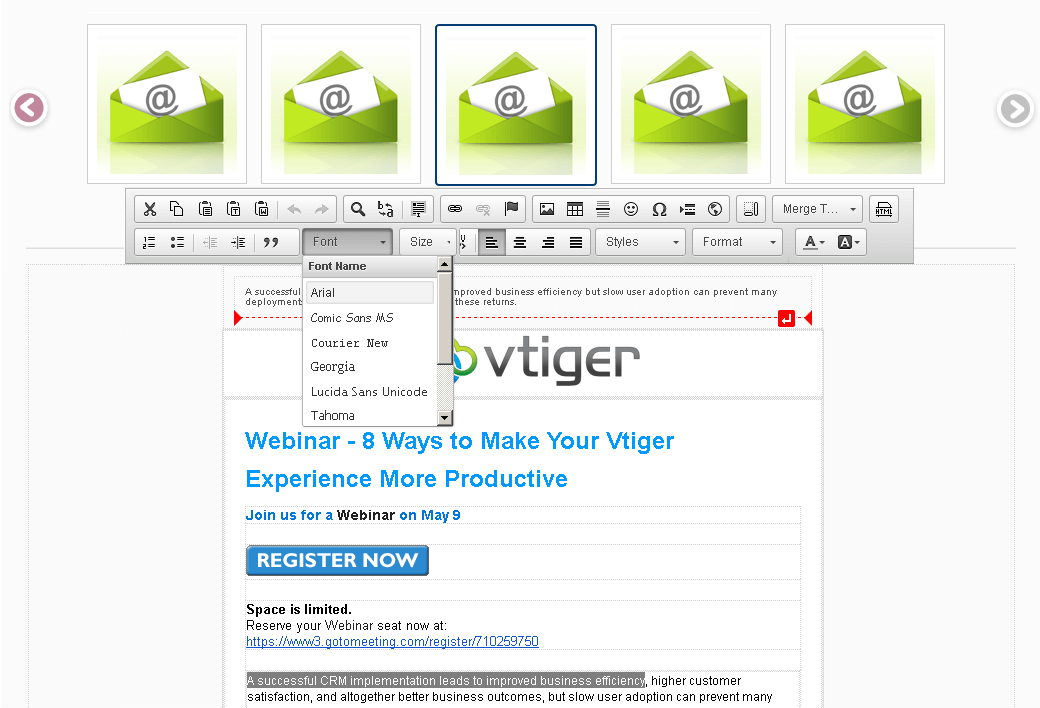 @ @ @ @ @
Merge T... HTML
Font Size Styles Format A A
Font Name
Arial
Comic Sans MS
Courier New
Georgia
Lucida Sans Unicode
Tahoma
A successful mproved business efficiency but slow user adoption can prevent many
deployment these returns.
vtiger
Webinar - 8 Ways to Make Your Vtiger
Experience More Productive
Join us for a Webinar on May 9
REGISTER NOW
Space is limited.
Reserve your Webinar seat now at:
https://www3.gotomeeting.com/register/710259750
A successful CRM implementation leads to improved business efficiency, higher customer
satisfaction, and altogether better business outcomes, but slow user adoption can prevent many